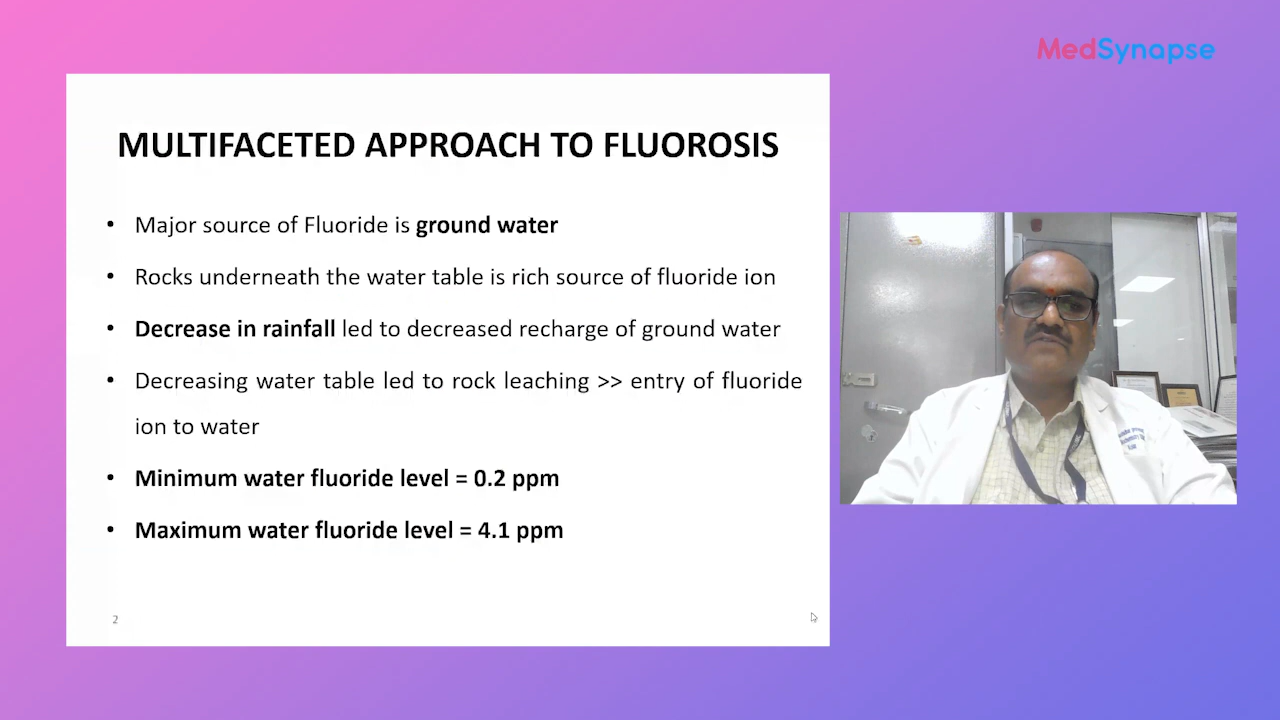 MedSynapse
MULTIFACETED APPROACH TO FLUOROSIS
• Major source of Fluoride is ground water
• Rocks underneath the water table is rich source of fluoride ion
• Decrease in rainfall led to decreased recharge of ground water
• Decreasing water table led to rock leaching >> entry of fluoride
ion to water
• Minimum water fluoride level = 0.2 ppm
• Maximum water fluoride level = 4.1 ppm
2